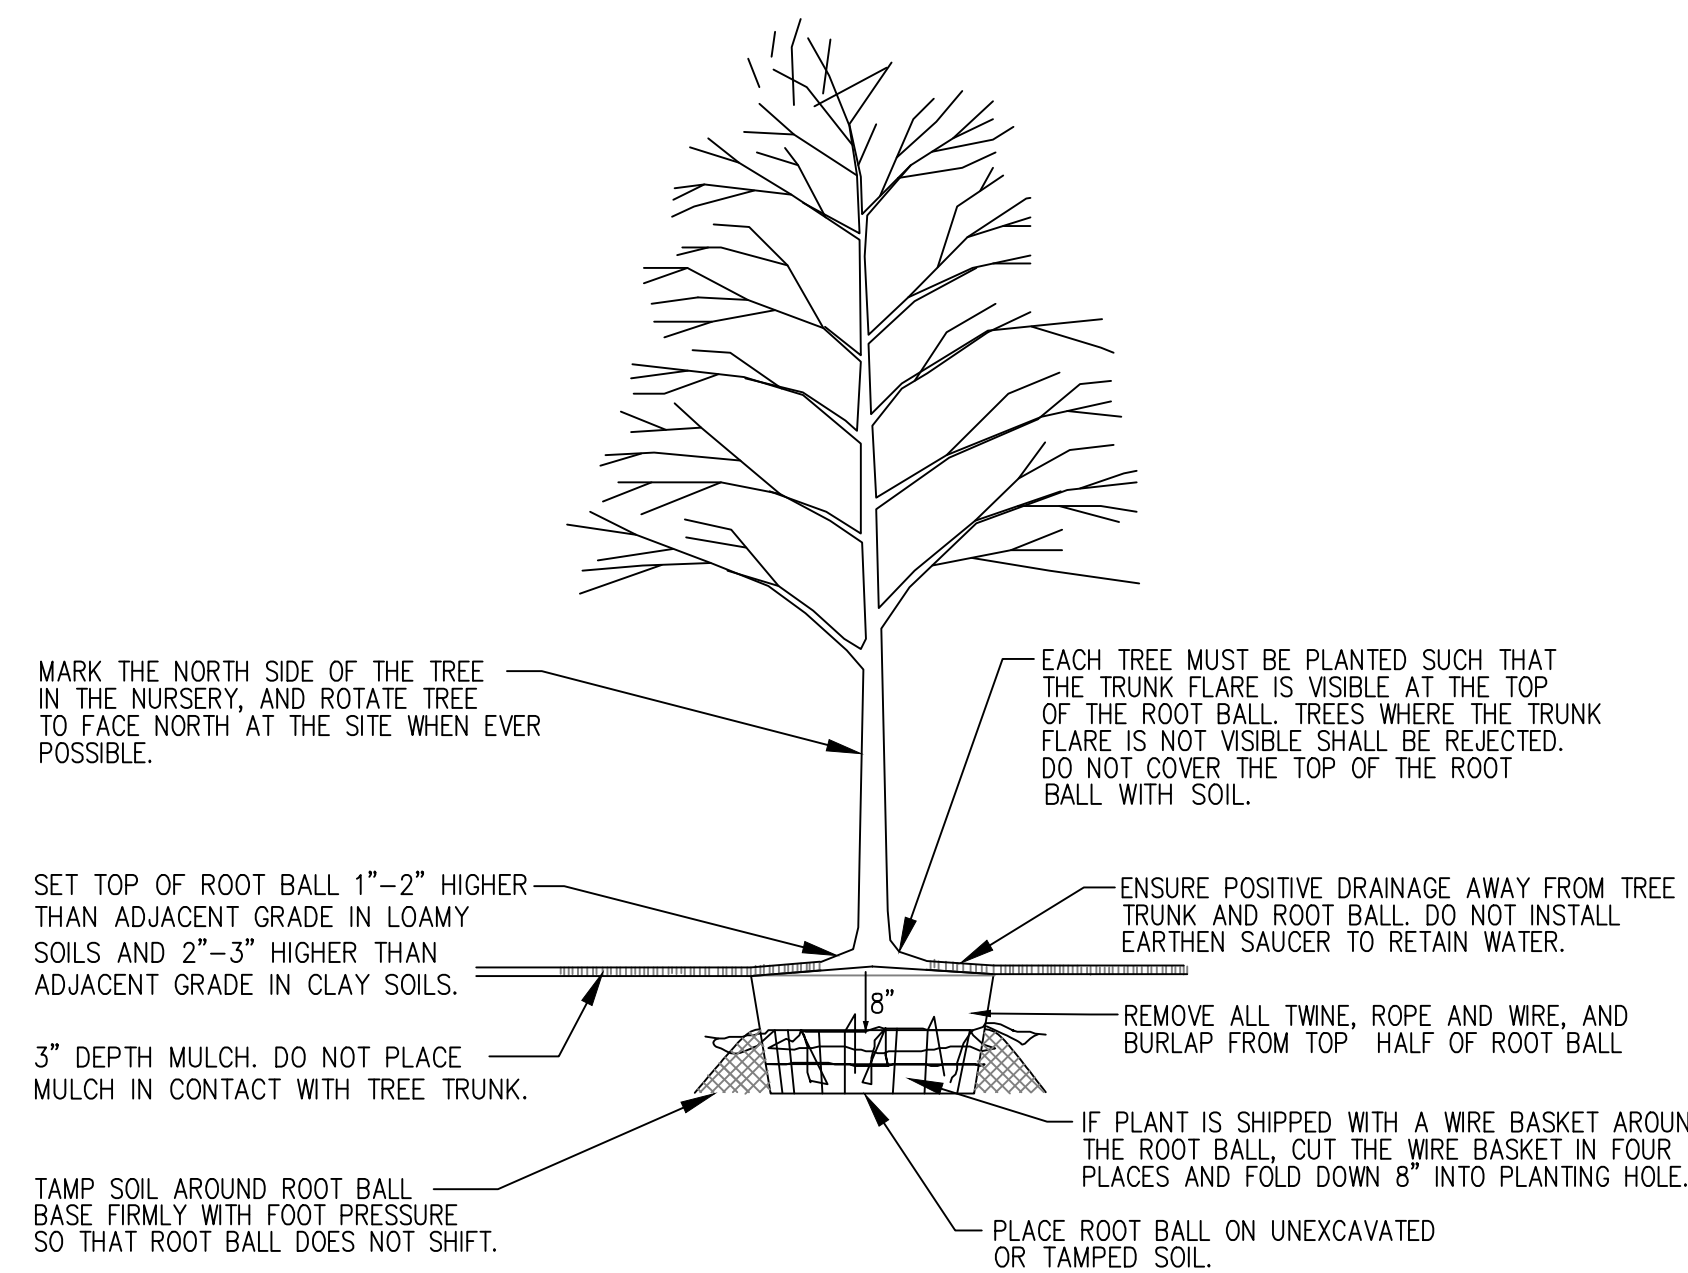 MARK THE NORTH SIDE OF THE TREE
IN THE NURSERY, AND ROTATE TREE
TO FACE NORTH AT THE SITE WHEN EVER
POSSIBLE.
EACH TREE MUST BE PLANTED SUCH THAT
THE TRUNK FLARE IS VISIBLE AT THE TOP
OF THE ROOT BALL. TREES WHERE THE TRUNK
FLARE IS NOT VISIBLE SHALL BE REJECTED.
DO NOT COVER THE TOP OF THE ROOT
BALL WITH SOIL.
SET TOP OF ROOT BALL 1”–2” HIGHER
THAN ADJACENT GRADE IN LOAMY
SOILS AND 2”–3” HIGHER THAN
ADJACENT GRADE IN CLAY SOILS.
ENSURE POSITIVE DRAINAGE AWAY FROM TREE
TRUNK AND ROOT BALL. DO NOT INSTALL
EARTHEN SAUCER TO RETAIN WATER.
8”
REMOVE ALL TWINE, ROPE AND WIRE, AND
BURLAP FROM TOP HALF OF ROOT BALL
3” DEPTH MULCH. DO NOT PLACE
MULCH IN CONTACT WITH TREE TRUNK.
IF PLANT IS SHIPPED WITH A WIRE BASKET AROUN
THE ROOT BALL, CUT THE WIRE BASKET IN FOUR
PLACES AND FOLD DOWN 8” INTO PLANTING HOLE.
TAMP SOIL AROUND ROOT BALL
BASE FIRMLY WITH FOOT PRESSURE
SO THAT ROOT BALL DOES NOT SHIFT.
PLACE ROOT BALL ON UNEXCAVATED
OR TAMPED SOIL.